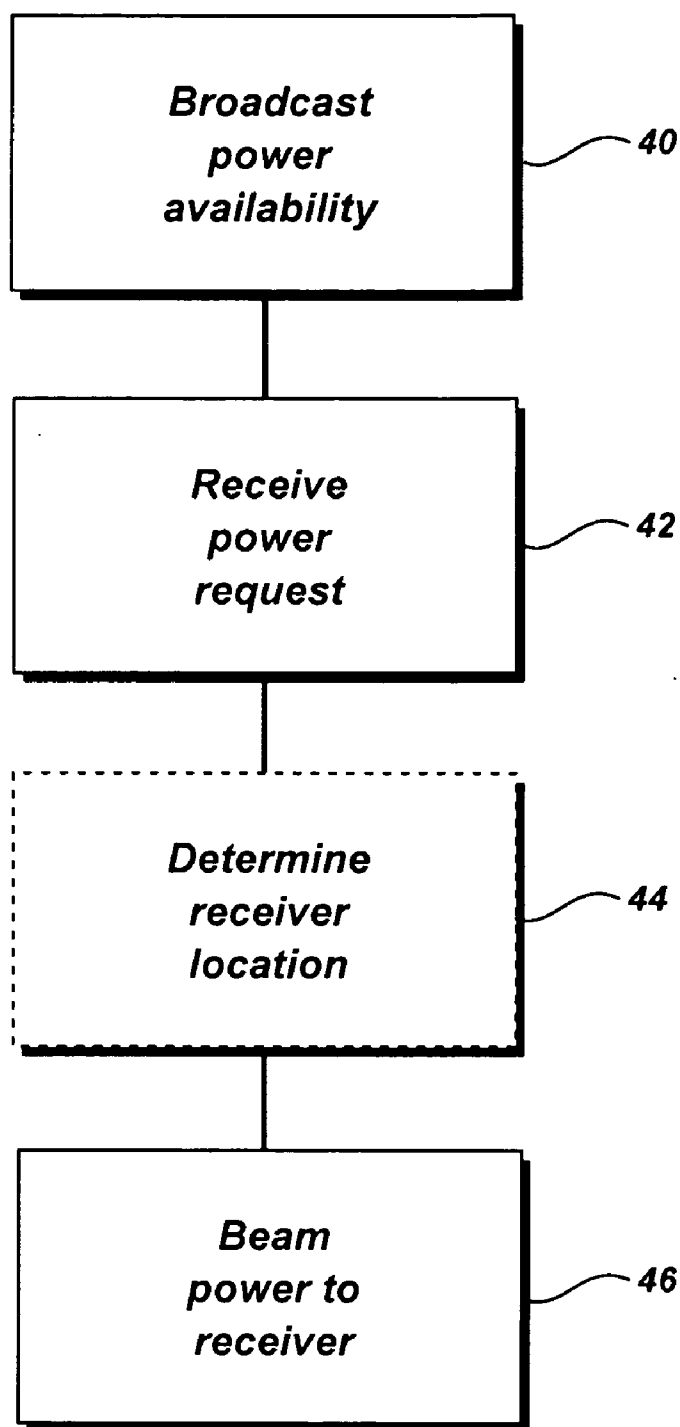 Broadcast
power
availability
40
Receive
power
request
42
Determine
receiver
location
44
Beam
power to
receiver
46